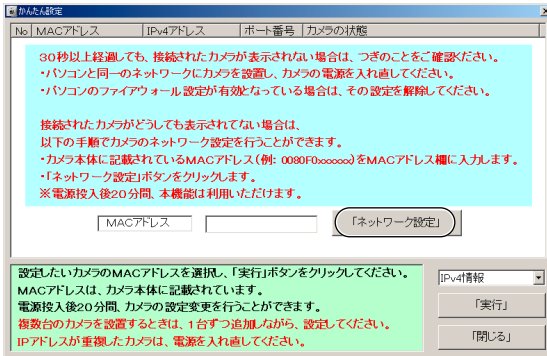 かんたん設定
No MACアドレス IPv4アドレス ポート番号 カメラの状態
30秒以上経過しても、接続されたカメラが表示されない場合は、つぎのことをご確認ください。
・パソコンと同一のネットワークにカメラを設置し、カメラの電源を入れ直してください。
・パソコンのファイアウォール設定が有効となっている場合は、その設定を解除してください。
接続されたカメラがどうしても表示されてない場合は、
以下の手順でカメラのネットワーク設定を行うことができます。
・カメラ本体に記載されているMACアドレス(例: 0080F0xxxxxx)をMACアドレス欄に入力します。
・「ネットワーク設定」ボタンをクリックします。
※電源投入後20分間、本機能は利用いただけます。
MACアドレス 「ネットワーク設定」
設定したいカメラのMACアドレスを選択し、「実行」ボタンをクリックしてください。
MACアドレスは、カメラ本体に記載されています。
電源投入後20分間、カメラの設定変更を行うことができます。
複数台のカメラを設置するときは、1台ずつ追加しながら、設定してください。
IPアドレスが重複したカメラは、電源を入れ直してください。
IPv4情報
「実行」
「閉じる」